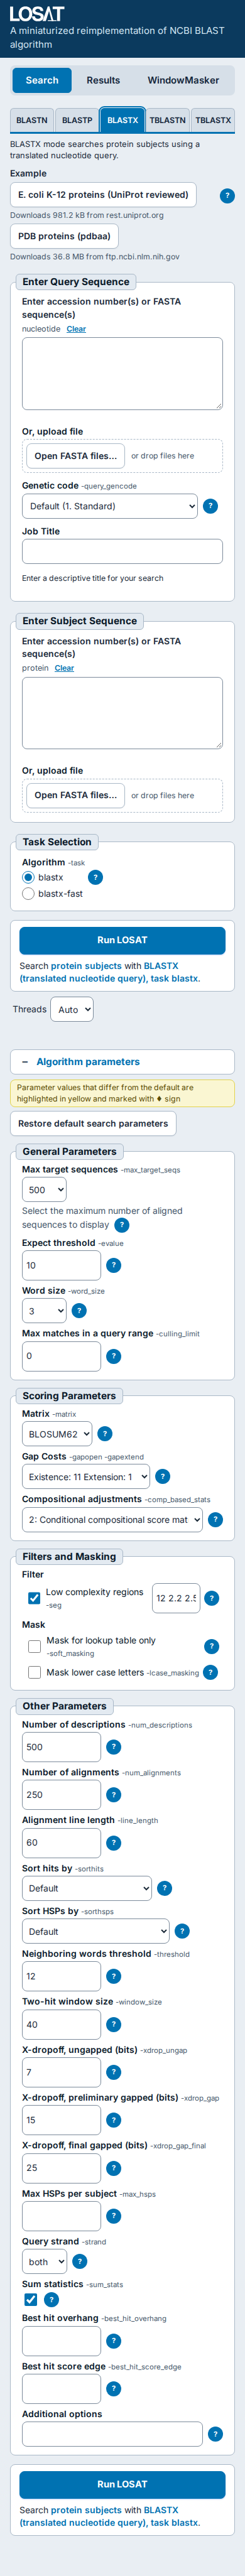 LOSAT
A miniaturized reimplementation of NCBI BLAST
algorithm
Search Results WindowMasker
BLASTN BLASTP BLASTX TBLASTN TBLASTX
BLASTX mode searches protein subjects using a
translated nucleotide query.
Example
E. coli K-12 proteins (UniProt reviewed) ?
Downloads 981.2 kB from rest.uniprot.org
PDB proteins (pdbaa)
Downloads 36.8 MB from ftp.ncbi.nlm.nih.gov
Enter Query Sequence
Enter accession number(s) or FASTA
sequence(s)
nucleotide Clear
Or, upload file
Open FASTA files... or drop files here
Genetic code -query_gencode
Default (1. Standard) ?
Job Title
Enter a descriptive title for your search
Enter Subject Sequence
Enter accession number(s) or FASTA
sequence(s)
protein Clear
Or, upload file
Open FASTA files... or drop files here
Task Selection
Algorithm -task
blastx ?
blastx-fast
Run LOSAT
Search protein subjects with BLASTX
(translated nucleotide query), task blastx.
Threads Auto
− Algorithm parameters
Parameter values that differ from the default are
highlighted in yellow and marked with ♦ sign
Restore default search parameters
General Parameters
Max target sequences -max_target_seqs
500
Select the maximum number of aligned
sequences to display ?
Expect threshold -evalue
10 ?
Word size -word_size
3 ?
Max matches in a query range -culling_limit
0 ?
Scoring Parameters
Matrix -matrix
BLOSUM62 ?
Gap Costs -gapopen -gapextend
Existence: 11 Extension: 1 ?
Compositional adjustments -comp_based_stats
2: Conditional compositional score mat ?
Filters and Masking
Filter
Low complexity regions 12 2.2 2.5 ?
-seg
Mask
Mask for lookup table only ?
-soft_masking
Mask lower case letters -lcase_masking ?
Other Parameters
Number of descriptions -num_descriptions
500 ?
Number of alignments -num_alignments
250 ?
Alignment line length -line_length
60 ?
Sort hits by -sorthits
Default ?
Sort HSPs by -sorthsps
Default ?
Neighboring words threshold -threshold
12 ?
Two-hit window size -window_size
40 ?
X-dropoff, ungapped (bits) -xdrop_ungap
7 ?
X-dropoff, preliminary gapped (bits) -xdrop_gap
15 ?
X-dropoff, final gapped (bits) -xdrop_gap_final
25 ?
Max HSPs per subject -max_hsps
?
Query strand -strand
both ?
Sum statistics -sum_stats
?
Best hit overhang -best_hit_overhang
?
Best hit score edge -best_hit_score_edge
?
Additional options
?
Run LOSAT
Search protein subjects with BLASTX
(translated nucleotide query), task blastx.